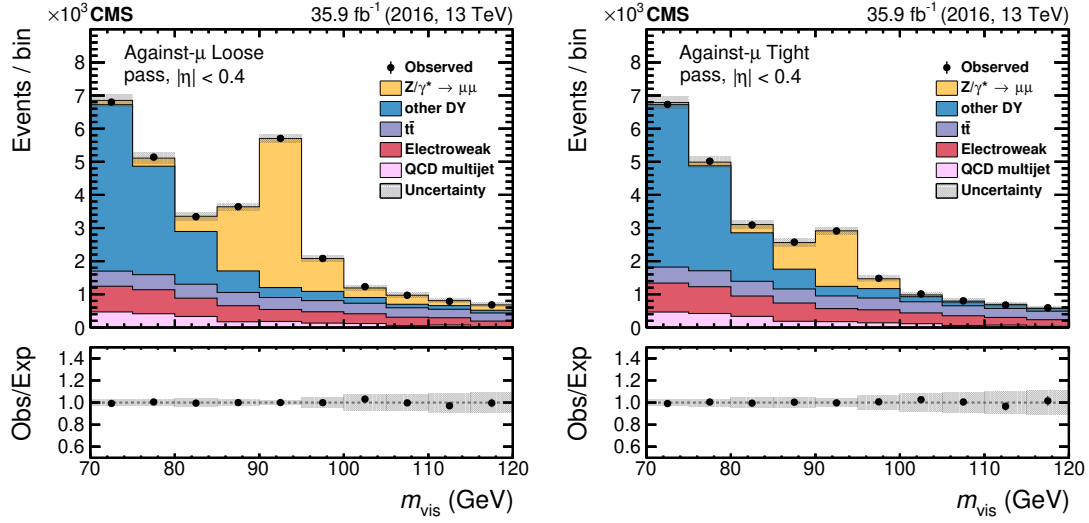 ×10³ CMS 35.9 fb⁻¹ (2016, 13 TeV)
Events / bin
8
7
6
5
4
3
2
1
0
Against-μ Loose
pass, |η| < 0.4
Observed
Z/γ* → μμ
other DY
tt̄
Electroweak
QCD multijet
Uncertainty
Obs/Exp
1.4
1.2
1.0
0.8
0.6
70 80 90 100 110 120
m_vis (GeV)
×10³ CMS 35.9 fb⁻¹ (2016, 13 TeV)
Events / bin
9
8
7
6
5
4
3
2
1
0
Against-μ Tight
pass, |η| < 0.4
Observed
Z/γ* → μμ
other DY
tt̄
Electroweak
QCD multijet
Uncertainty
Obs/Exp
1.4
1.2
1.0
0.8
0.6
70 80 90 100 110 120
m_vis (GeV)